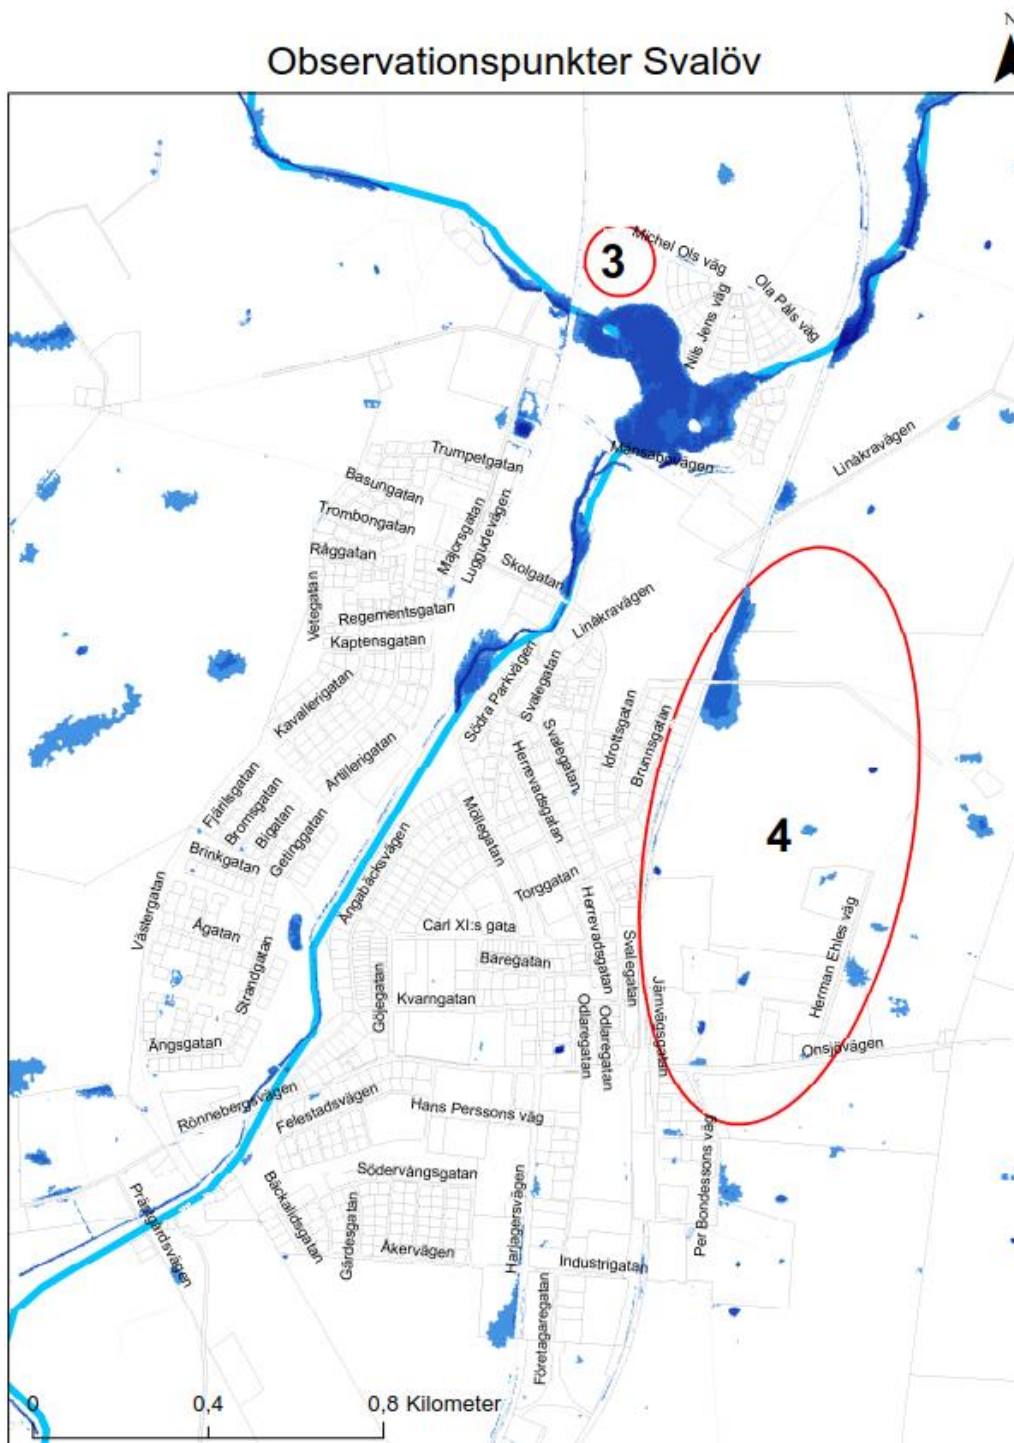 N
Observationspunkter Svalöv
3
Michel Ols väg
Ola Påls väg
Nils Jens väg
Månsabovägen
Linåkravägen
Trumpetgatan
Basungatan
Trombongatan
Råggatan
Majorsgatan
Luggudevägen
Skolgatan
Vetegatan
Regementsgatan
Kaptensgatan
Linåkravägen
Södra Parkvägen
Svalegatan
Svalegatan
Idrottsgatan
Brunnsgatan
Kavallerigatan
Artillerigatan
Herrevadsgatan
Fjärilsgatan
Bromsgatan
Bigatan
Getinggatan
Brinkgatan
Möllegatan
4
Ängabäcksvägen
Torggatan
Västergatan
Ågatan
Strandgatan
Carl XI:s gata
Herrevadsgatan
Svalegatan
Baregatan
Herman Ehles väg
Göjegatan
Kvarngatan
Odlaregatan
Odlaregatan
Järnvägsgatan
Ängsgatan
Onsjövägen
Rönnebergsvägen
Felestadsvägen
Hans Perssons väg
Södervångsgatan
Per Bondessons väg
Prästgårdsvägen
Bäckalidsgatan
Gärdesgatan
Åkervägen
Harjagersvägen
Industrigatan
Företagaregatan
0 0,4 0,8 Kilometer